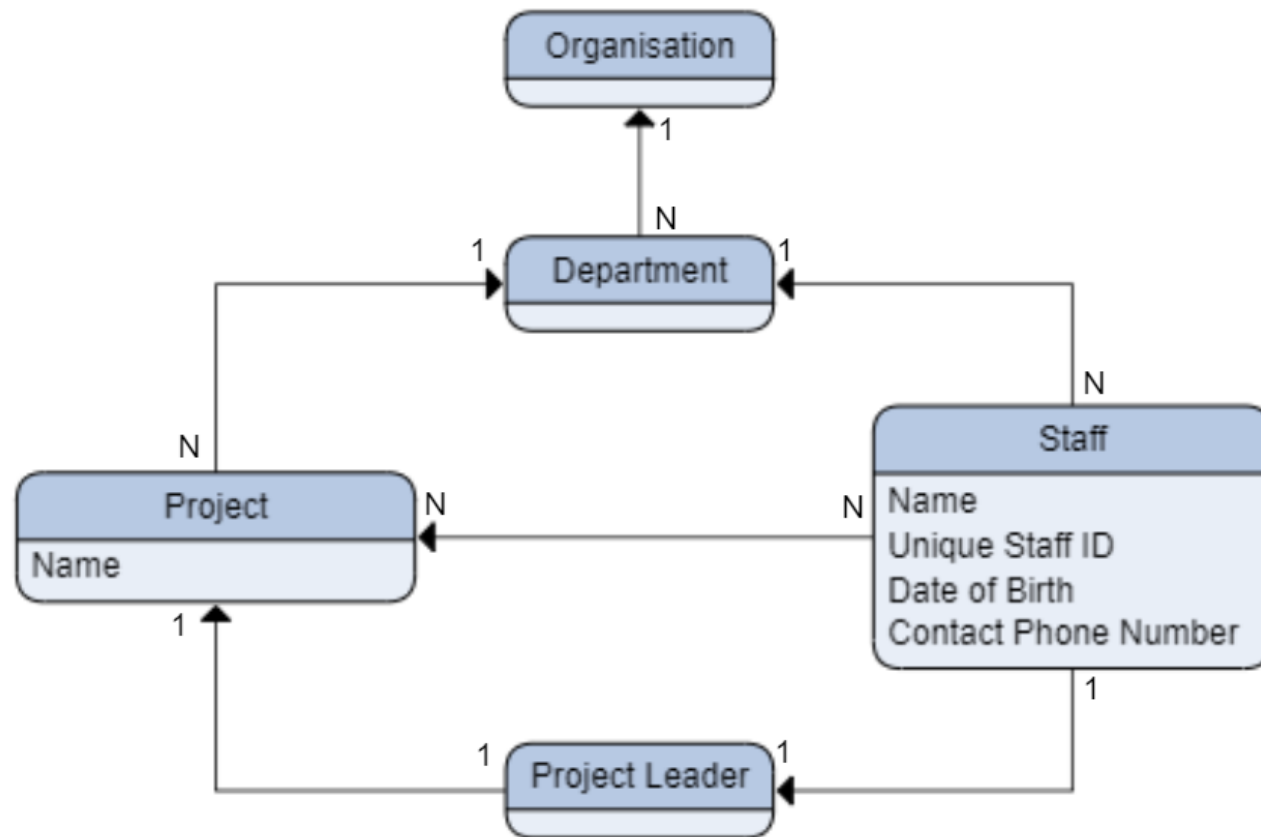 Organisation
1
N
1
Department
1
N
N
Project
Name
N
N
Staff
Name
Unique Staff ID
Date of Birth
Contact Phone Number
1
1
1
Project Leader
1